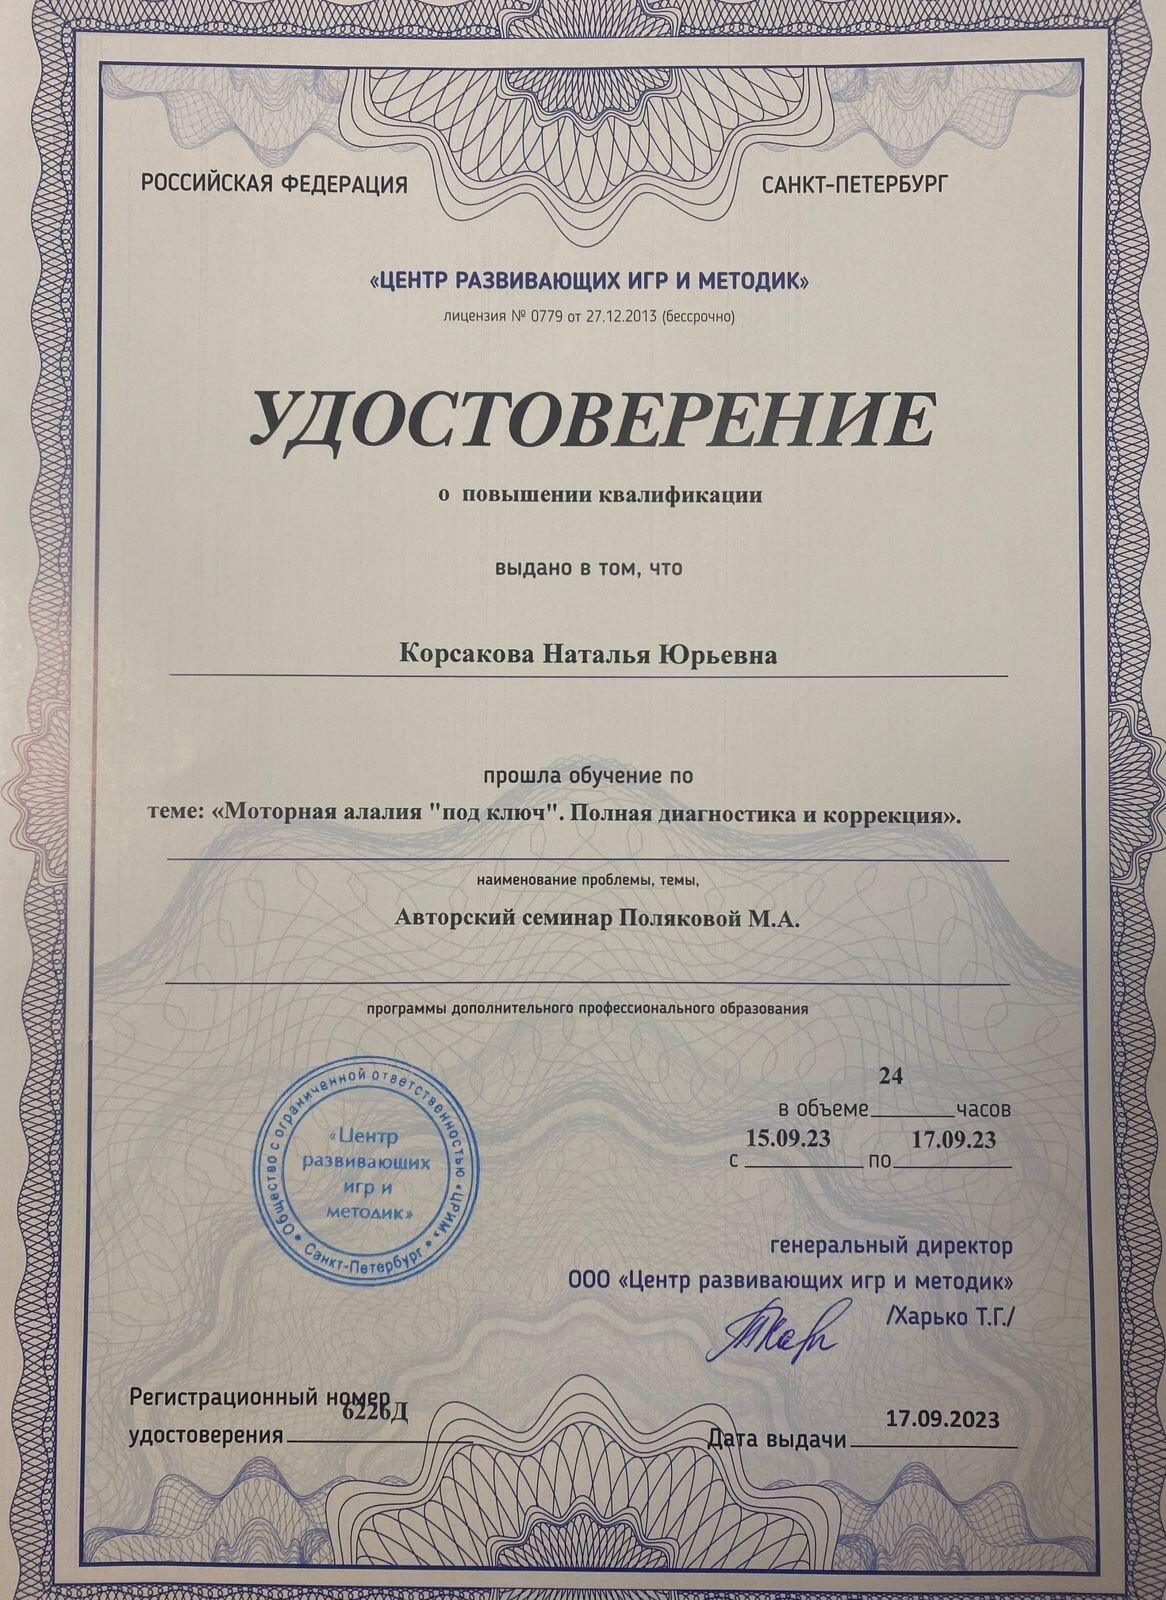 РОССИЙСКАЯ ФЕДЕРАЦИЯ САНКТ-ПЕТЕРБУРГ
«ЦЕНТР РАЗВИВАЮЩИХ ИГР И МЕТОДИК»
лицензия № 0779 от 27.12.2013 (бессрочно)
УДОСТОВЕРЕНИЕ
о повышении квалификации
выдано в том, что
Корсакова Наталья Юрьевна
прошла обучение по
теме: «Моторная алалия "под ключ". Полная диагностика и коррекция».
наименование проблемы, темы,
Авторский семинар Поляковой М.А.
программы дополнительного профессионального образования
Общество с ограниченной ответственностью «ЦРИМ»
Санкт-Петербург
«Центр
развивающих
игр и
методик»
24
в объеме часов
15.09.23 17.09.23
с по
генеральный директор
ООО «Центр развивающих игр и методик»
/Харько Т.Г./
Регистрационный номер
6226Д
удостоверения
17.09.2023
Дата выдачи